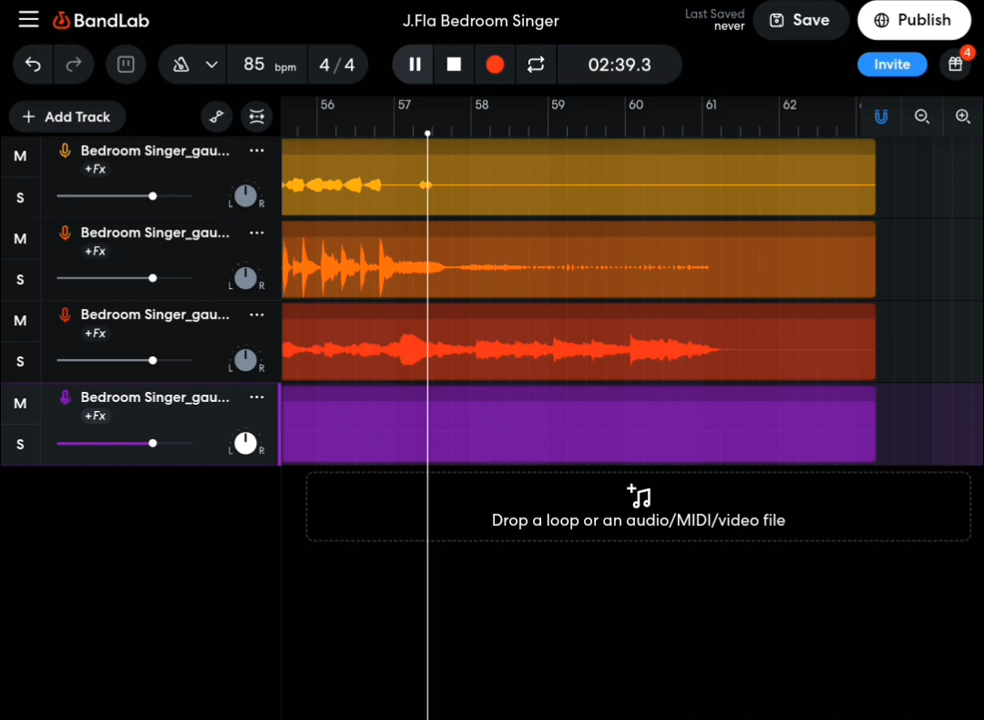 BandLab
J.Fla Bedroom Singer
Last Saved
never
Save
Publish
85 bpm
4/4
02:39.3
Invite
4
Add Track
56 57 58 59 60 61 62
M
Bedroom Singer_gau...
+Fx
S
L R
M
Bedroom Singer_gau...
+Fx
S
L R
M
Bedroom Singer_gau...
+Fx
S
L R
M
Bedroom Singer_gau...
+Fx
S
L R
Drop a loop or an audio/MIDI/video file